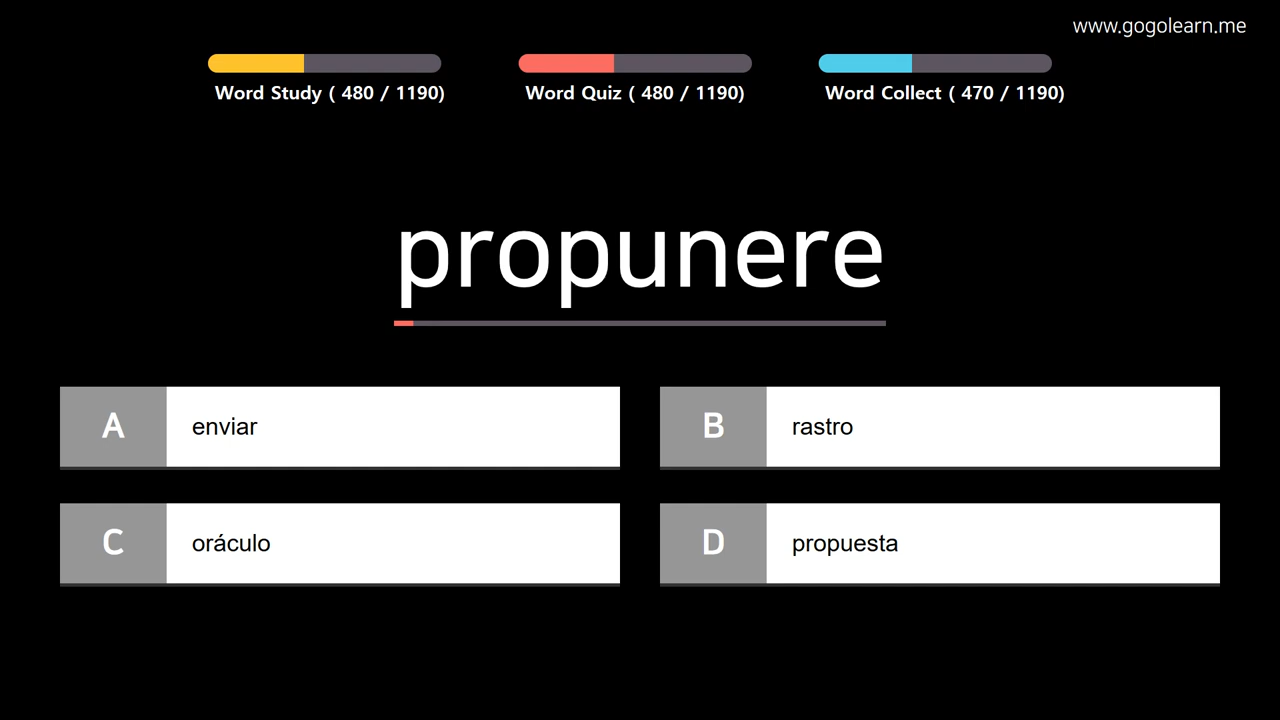 www.gogolearn.me
Word Study ( 480 / 1190)
Word Quiz ( 480 / 1190)
Word Collect ( 470 / 1190)
propunere
A enviar
B rastro
C oráculo
D propuesta